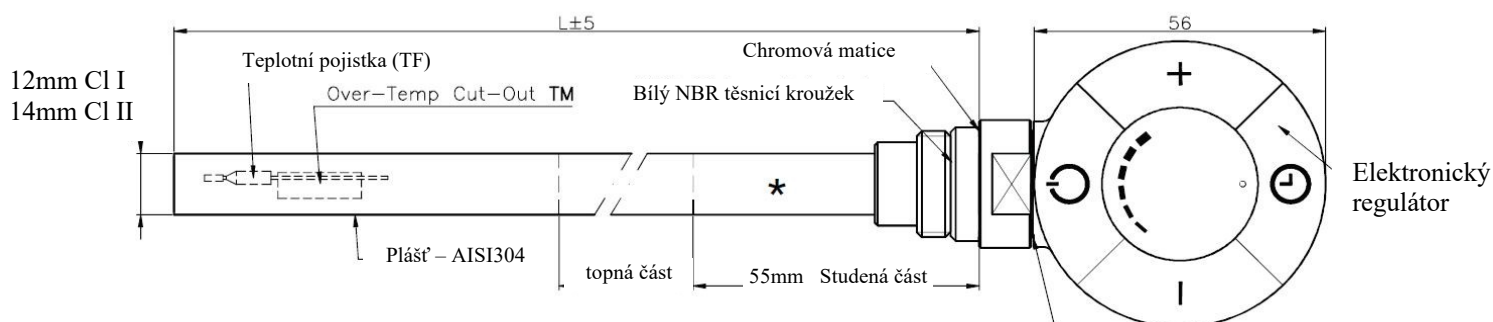 L±5
56
Chromová matice
Teplotní pojistka (TF)
12mm Cl I
14mm Cl II
Over-Temp Cut-Out TM
Bílý NBR těsnicí kroužek
*
Elektronický
regulátor
Plášť – AISI304
topná část
55mm Studená část